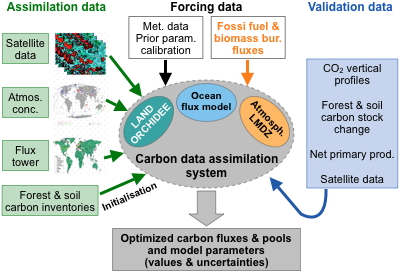 Assimilation data
Forcing data
Validation data
Satellite
data
Met. data
Prior param.
calibration
Fossi fuel &
biomass bur.
fluxes
CO₂ vertical
profiles
Atmos.
conc.
Forest & soil
carbon stock
change
LAND
ORCHIDEE
Ocean
flux model
Atmosph.
LMDZ
Flux
tower
Net primary prod.
Satellite data
Carbon data assimilation
system
Forest & soil
carbon inventories
Initialisation
Optimized carbon fluxes & pools
and model parameters
(values & uncertainties)